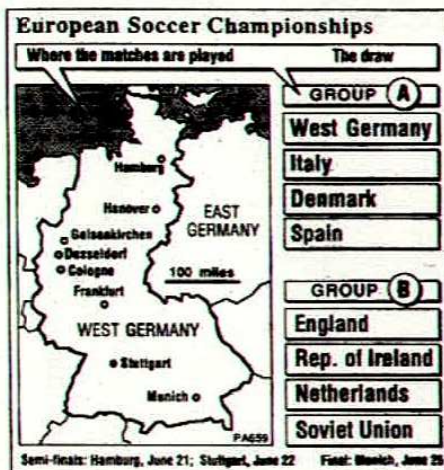 European Soccer Championships
Where the matches are played
The draw
GROUP A
West Germany
Italy
Denmark
Spain
GROUP B
England
Rep. of Ireland
Netherlands
Soviet Union
Hamburg
Hanover
EAST
GERMANY
Gelsenkirchen
Dusseldorf
Cologne
100 miles
Frankfurt
WEST GERMANY
Stuttgart
Munich
PA659
Semi-finals: Hamburg, June 21; Stuttgart, June 22
Final: Munich, June 25